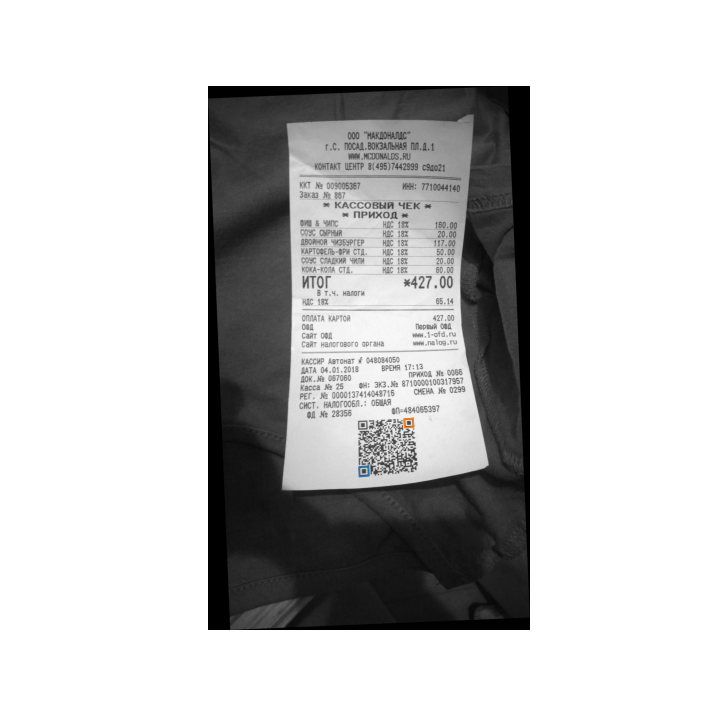 ООО "МАКДОНАЛДС"
г.С. ПОСАД.ВОКЗАЛЬНАЯ ПЛ.Д.1
WWW.MCDONALDS.RU
КОНТАКТ ЦЕНТР 8(495)7442999 с9до21
ККТ № 009005367 ИНН: 7710044140
Заказ № 867
* КАССОВЫЙ ЧЕК *
* ПРИХОД *
ФИШ & ЧИПС НДС 18% 160.00
СОУС СЫРНЫЙ НДС 18% 20.00
ДВОЙНОЙ ЧИЗБУРГЕР НДС 18% 117.00
КАРТОФЕЛЬ-ФРИ СТД. НДС 18% 50.00
СОУС СЛАДКИЙ ЧИЛИ НДС 18% 20.00
КОКА-КОЛА СТД. НДС 18% 60.00
ИТОГ *427.00
В т.ч. налоги
НДС 18% 65.14
ОПЛАТА КАРТОЙ 427.00
ОФД Первый ОФД
Сайт ОФД www.1-ofd.ru
Сайт налогового органа www.nalog.ru
КАССИР Автомат № 048084050
ДАТА 04.01.2018 ВРЕМЯ 17:13
ДОК.№ 067060 ПРИХОД № 0066
Касса № 25 ФН: ЭКЗ.№ 8710000100317957
РЕГ. № 0000137414048716 СМЕНА № 0299
СИСТ. НАЛОГООБЛ.: ОБЩАЯ
ФД № 28356 ФП=484065397